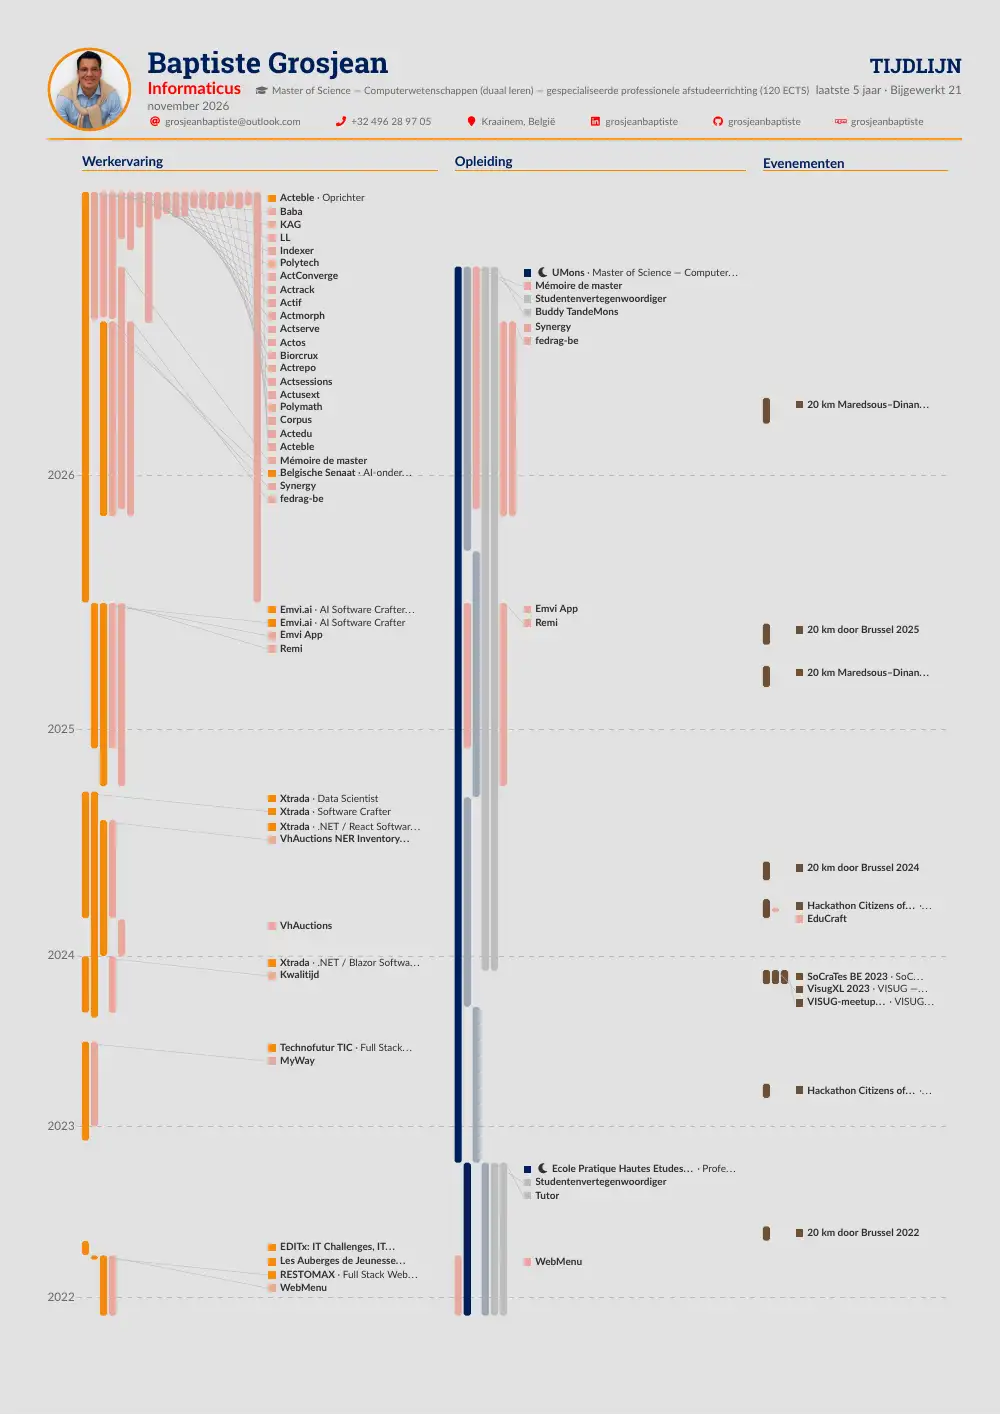 Baptiste Grosjean
TIJDLIJN
Informaticus Master of Science — Computerwetenschappen (duaal leren) — gespecialiseerde professionele afstudeerrichting (120 ECTS) laatste 5 jaar · Bijgewerkt 21
november 2026
grosjeanbaptiste@outlook.com +32 496 28 97 05 Kraainem, België grosjeanbaptiste grosjeanbaptiste grosjeanbaptiste
Werkervaring
Acteble · Oprichter
Baba
KAG
LL
Indexer
Polytech
ActConverge
Actrack
Actif
Actmorph
Actserve
Actos
Biorcrux
Actrepo
Actsessions
Actusext
Polymath
Corpus
Actedu
Acteble
Mémoire de master
Belgische Senaat · AI-onder...
2026
Synergy
fedrag-be
Emvi.ai · AI Software Crafter...
Emvi.ai · AI Software Crafter
Emvi App
Remi
2025
Xtrada · Data Scientist
Xtrada · Software Crafter
Xtrada · .NET / React Softwar...
VhAuctions NER Inventory...
VhAuctions
2024
Xtrada · .NET / Blazor Softwa...
Kwalitijd
Technofutur TIC · Full Stack...
MyWay
2023
EDITx: IT Challenges, IT...
Les Auberges de Jeunesse...
RESTOMAX · Full Stack Web...
WebMenu
2022
Opleiding
UMons · Master of Science — Computer...
Mémoire de master
Studentenvertegenwoordiger
Buddy TandeMons
Synergy
fedrag-be
Emvi App
Remi
Ecole Pratique Hautes Etudes... · Profe...
Studentenvertegenwoordiger
Tutor
WebMenu
Evenementen
20 km Maredsous–Dinan...
20 km door Brussel 2025
20 km Maredsous–Dinan...
20 km door Brussel 2024
Hackathon Citizens of... ·...
EduCraft
SoCraTes BE 2023 · SoC...
VisugXL 2023 · VISUG —...
VISUG-meetup... · VISUG...
Hackathon Citizens of... ·...
20 km door Brussel 2022